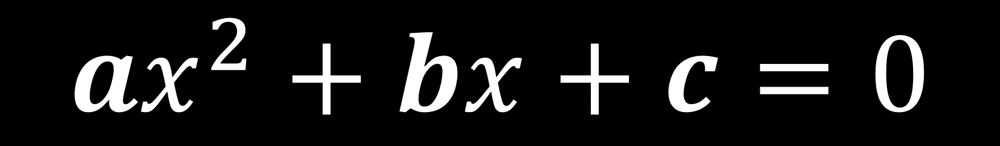 ax² + bx + c = 0